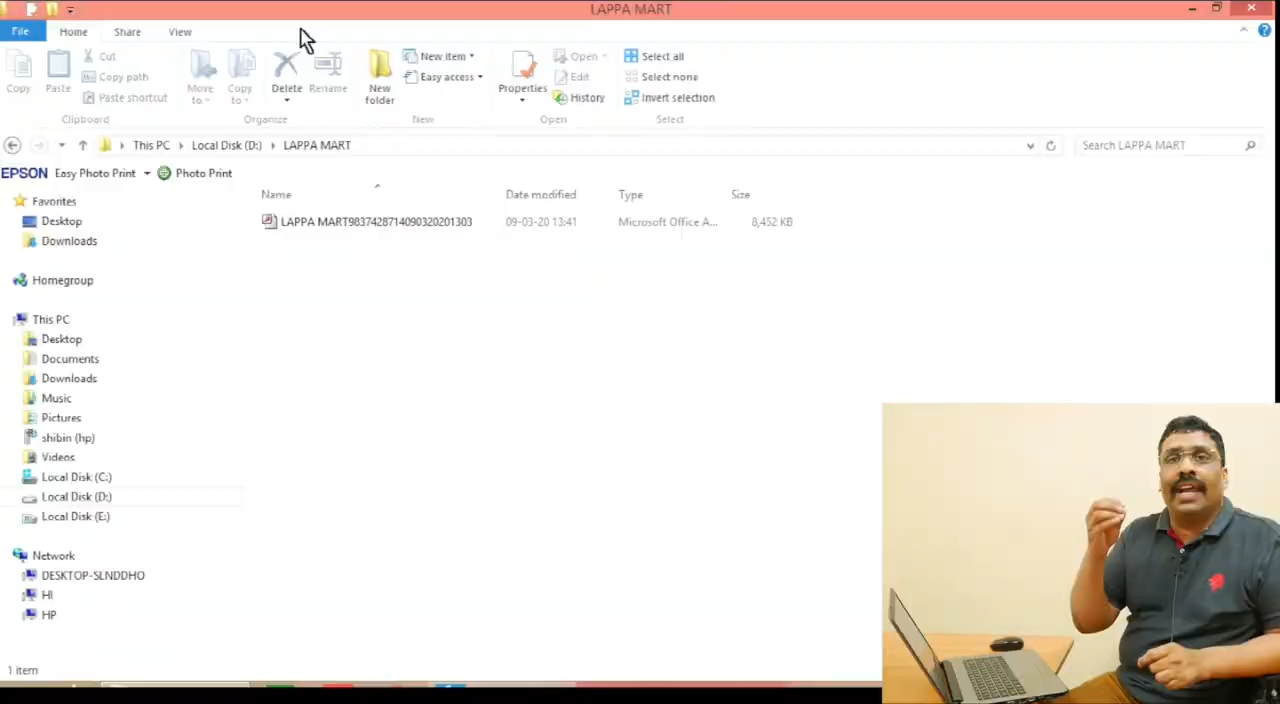 LAPPA MART
File Home Share View
Copy
Paste
Cut
Copy path
Paste shortcut
Clipboard
Move to
Copy to
Delete
Rename
Organize
New folder
New item
Easy access
New
Properties
Open
Edit
History
Open
Select all
Select none
Invert selection
Select
This PC Local Disk (D:) LAPPA MART
Search LAPPA MART
EPSON Easy Photo Print Photo Print
Name Date modified Type Size
LAPPA MART9837428714090320201303 09-03-20 13:41 Microsoft Office A... 8,452 KB
Favorites
Desktop
Downloads
Homegroup
This PC
Desktop
Documents
Downloads
Music
Pictures
shibin (hp)
Videos
Local Disk (C:)
Local Disk (D:)
Local Disk (E:)
Network
DESKTOP-SLNDDHO
HI
HP
1 item